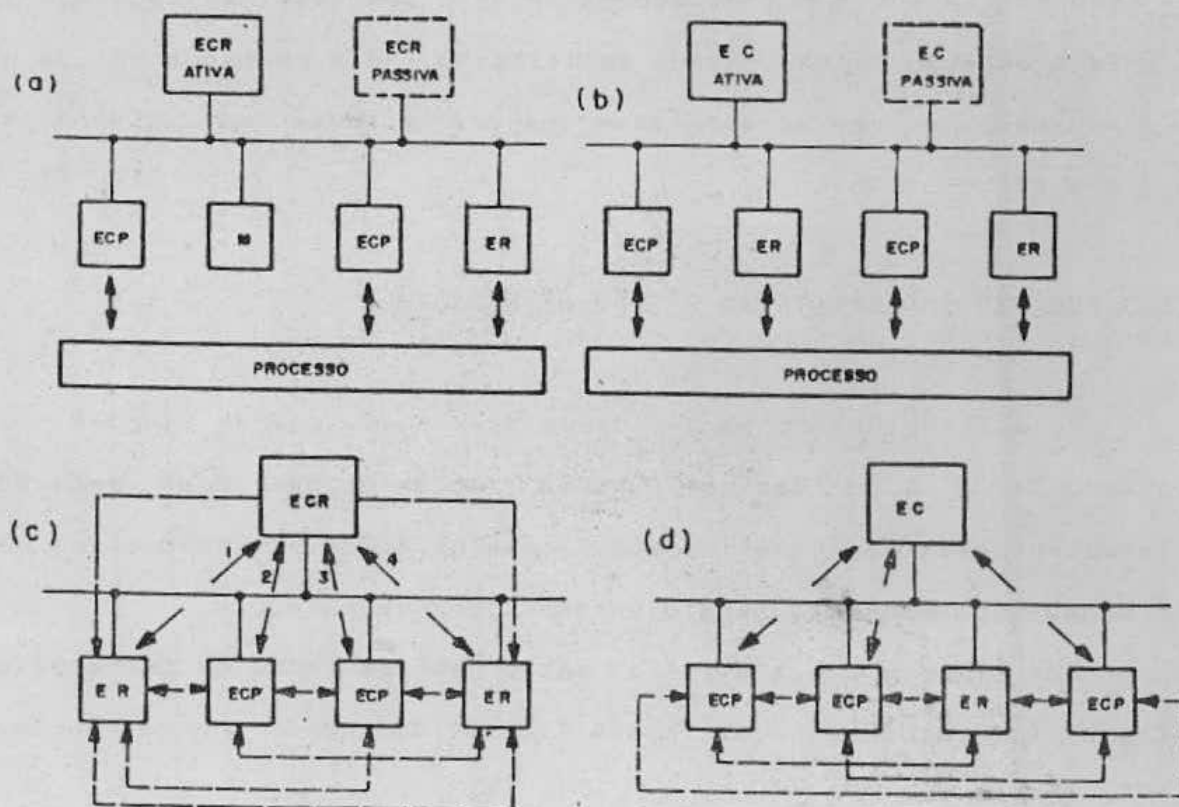 (a)
ECR
ATIVA
ECR
PASSIVA
ECP
M
ECP
ER
PROCESSO
(b)
E C
ATIVA
E C
PASSIVA
ECP
ER
ECP
ER
PROCESSO
(c)
ECR
1
2
3
4
E R
ECP
ECP
ER
(d)
E C
ECP
ECP
E R
ECP